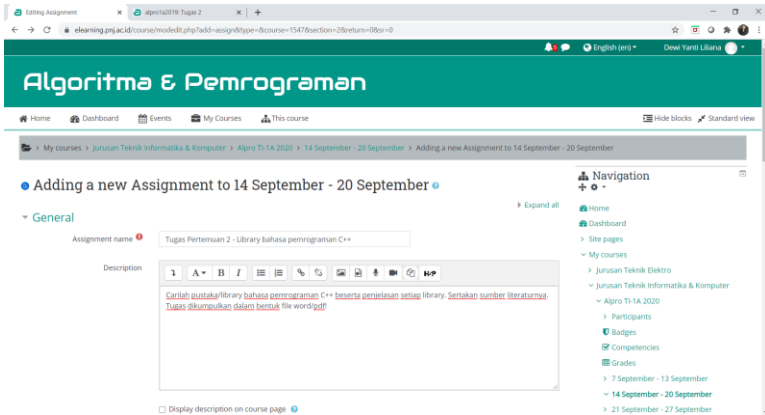 Editing Assignment
alpro1a2019: Tugas 2
elearning.pnj.ac.id/course/modedit.php?add=assign&type=&course=1547&section=2&return=0&sr=0
English (en)
Dewi Yanti Liliana
Algoritma & Pemrograman
Home
Dashboard
Events
My Courses
This course
Hide blocks
Standard view
My courses > Jurusan Teknik Informatika & Komputer > Alpro TI-1A 2020 > 14 September - 20 September > Adding a new Assignment to 14 September - 20 September
Adding a new Assignment to 14 September - 20 September
Expand all
General
Assignment name
Tugas Pertemuan 2 - Library bahasa pemrograman C++
Description
A B I H-P
Carilah pustaka/library bahasa pemrograman C++ beserta penjelasan setiap library. Sertakan sumber literaturnya.
Tugas dikumpulkan dalam bentuk file word/pdf!
Display description on course page
Navigation
Home
Dashboard
Site pages
My courses
Jurusan Teknik Elektro
Jurusan Teknik Informatika & Komputer
Alpro TI-1A 2020
Participants
Badges
Competencies
Grades
7 September - 13 September
14 September - 20 September
21 September - 27 September